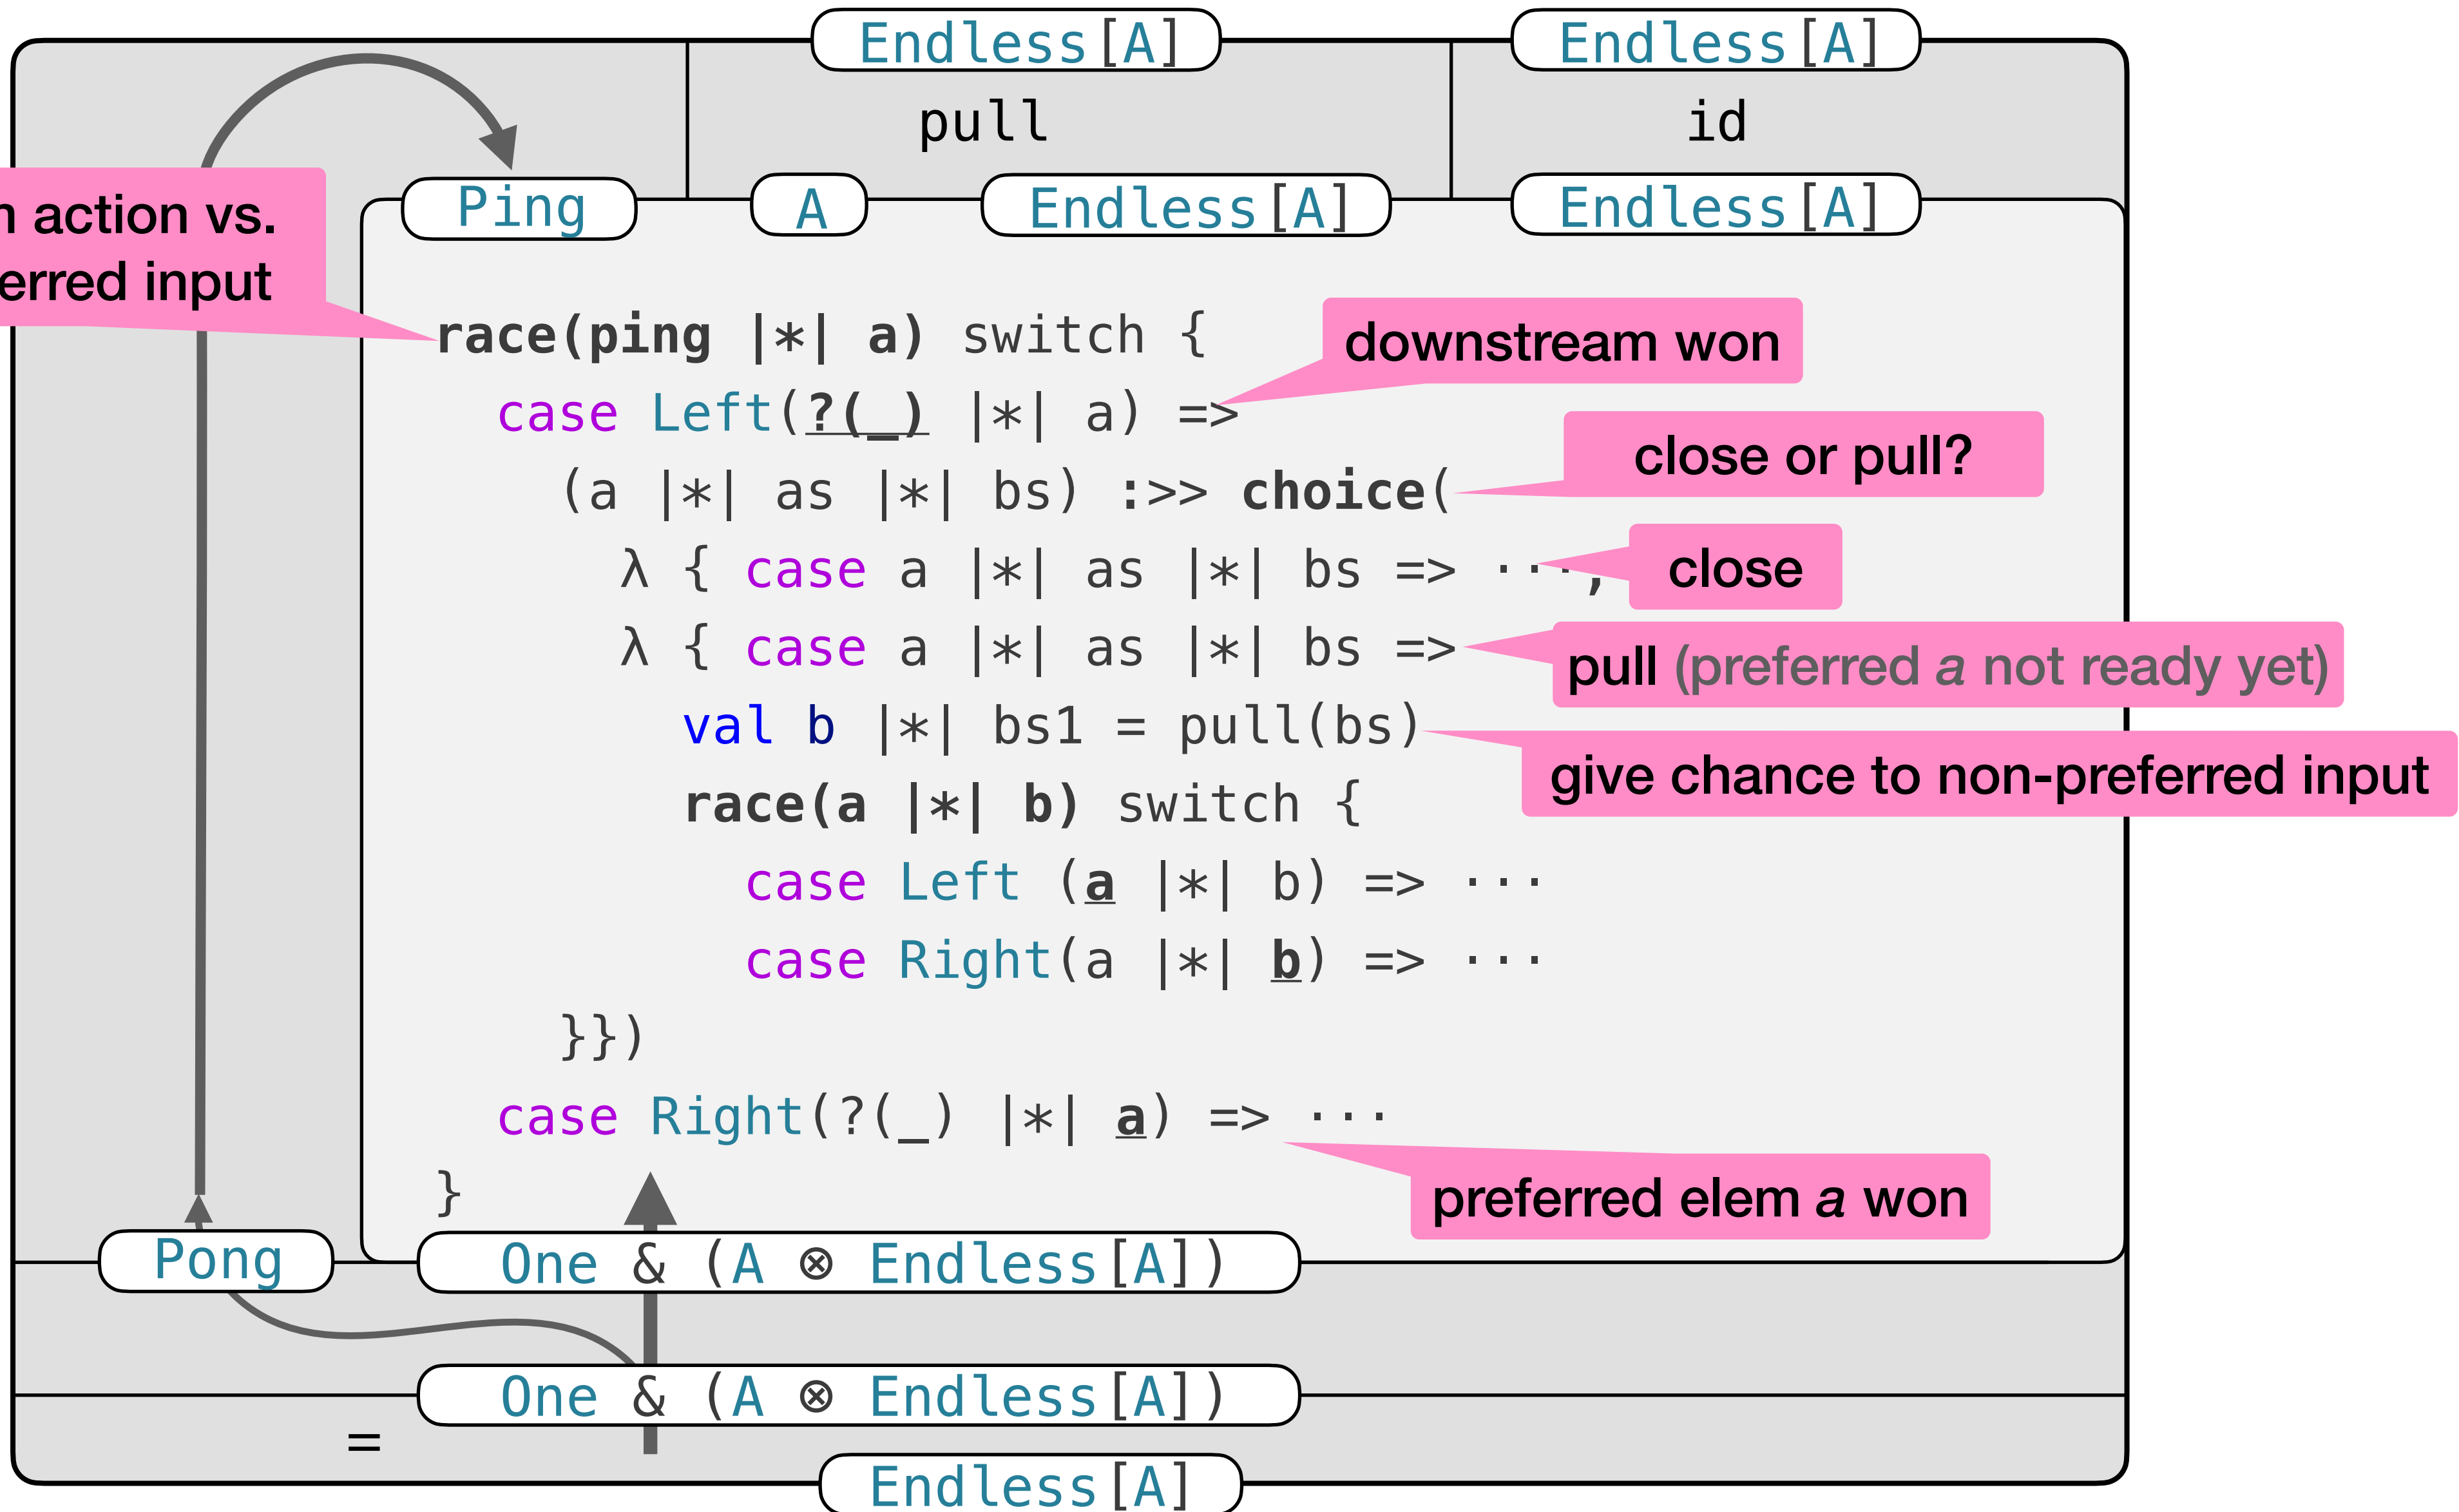 Endless[A] Endless[A]
pull id
Ping A Endless[A] Endless[A]
action vs.
input
race(ping |*| a) switch {
downstream won
case Left(?(_) |*| a) =>
close or pull?
(a |*| as |*| bs) :>> choice(
λ { case a |*| as |*| bs => ···,
close
λ { case a |*| as |*| bs =>
pull (preferred a not ready yet)
val b |*| bs1 = pull(bs)
give chance to non-preferred input
race(a |*| b) switch {
case Left (a |*| b) => ···
case Right(a |*| b) => ···
}})
case Right(?(_) |*| a) => ···
}
preferred elem a won
Pong One & (A ⊗ Endless[A])
One & (A ⊗ Endless[A])
=
Endless[A]